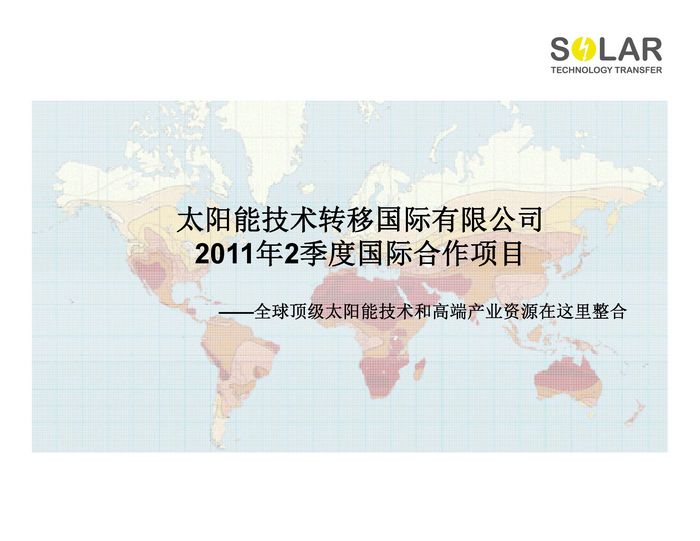 SOLAR
TECHNOLOGY TRANSFER
太阳能技术转移国际有限公司
2011年2季度国际合作项目
——全球顶级太阳能技术和高端产业资源在这里整合